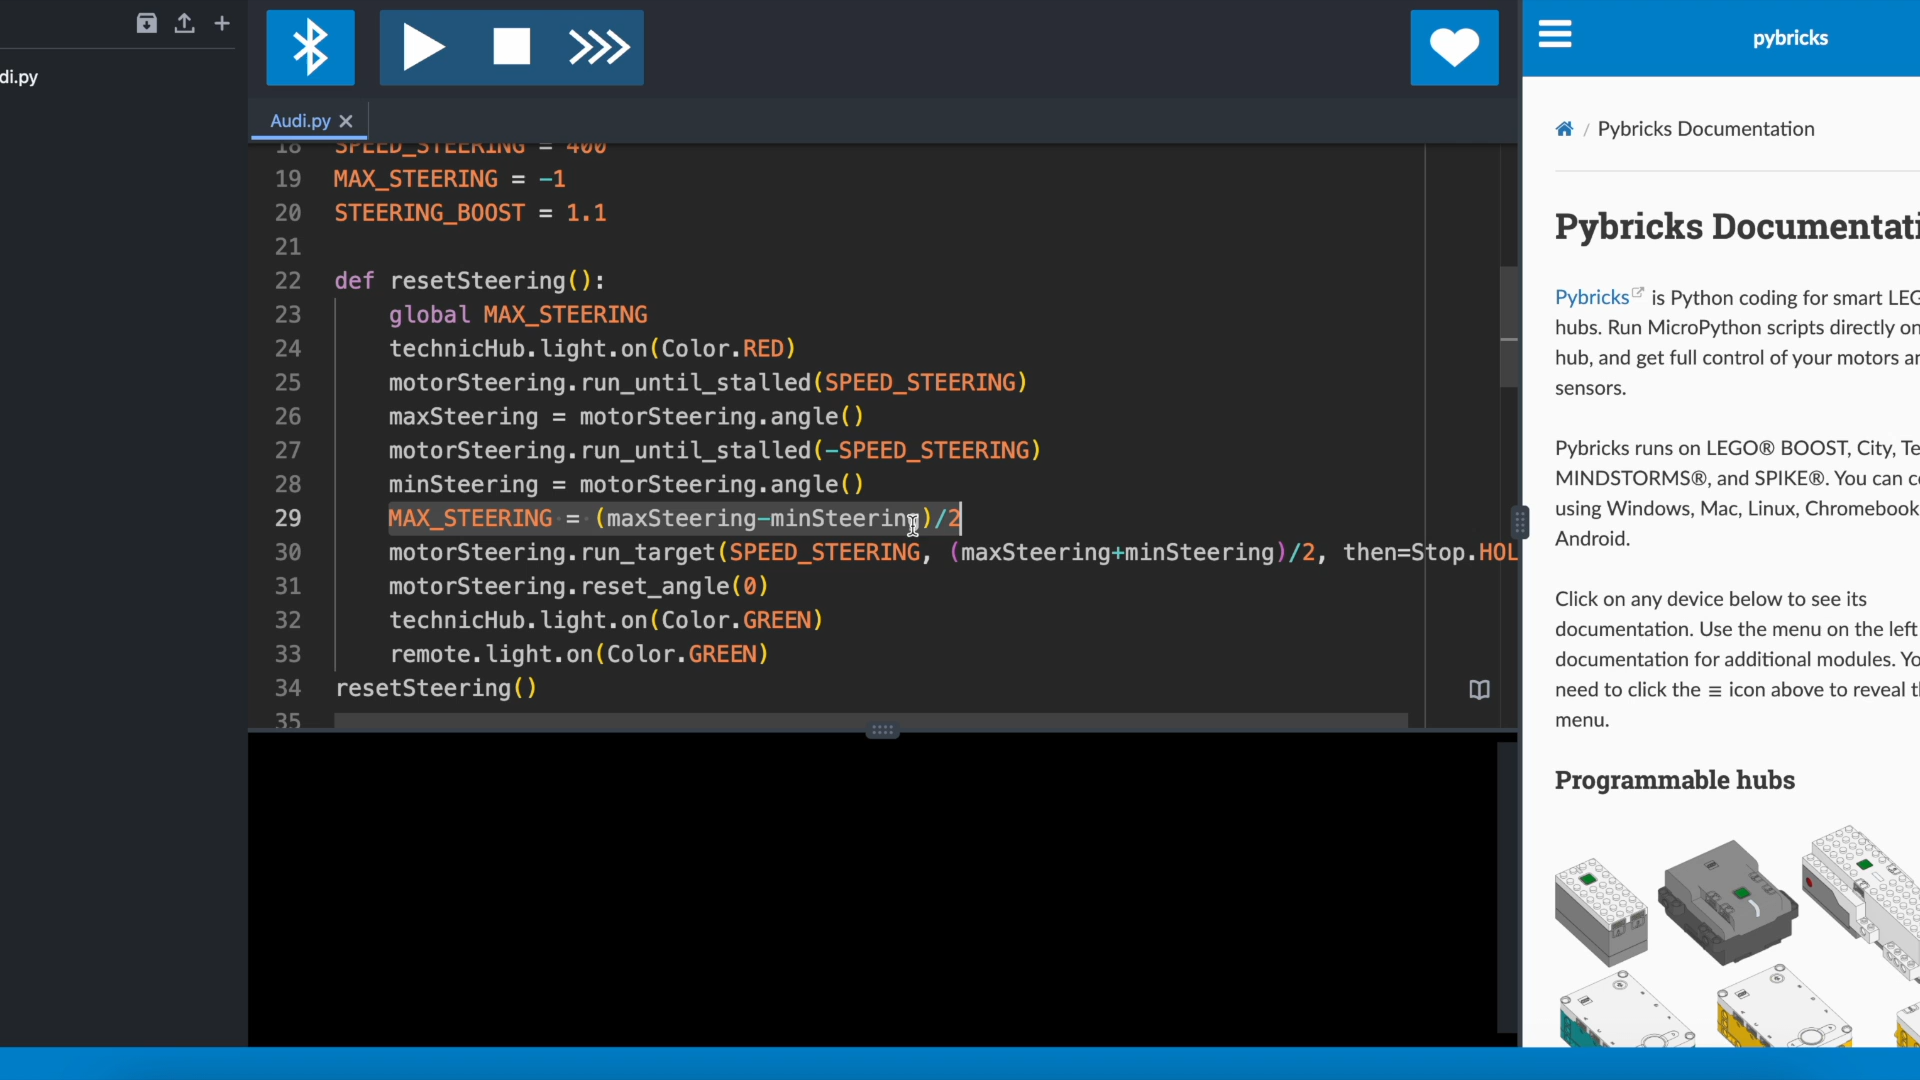 di.py
Audi.py
18 SPEED_STEERING = 400
19 MAX_STEERING = -1
20 STEERING_BOOST = 1.1
21
22 def resetSteering():
23 global MAX_STEERING
24 technicHub.light.on(Color.RED)
25 motorSteering.run_until_stalled(SPEED_STEERING)
26 maxSteering = motorSteering.angle()
27 motorSteering.run_until_stalled(-SPEED_STEERING)
28 minSteering = motorSteering.angle()
29 MAX_STEERING = (maxSteering-minSteering)/2
30 motorSteering.run_target(SPEED_STEERING, (maxSteering+minSteering)/2, then=Stop.HOL
31 motorSteering.reset_angle(0)
32 technicHub.light.on(Color.GREEN)
33 remote.light.on(Color.GREEN)
34 resetSteering()
35
pybricks
/ Pybricks Documentation
Pybricks Documentati
Pybricks is Python coding for smart LEG
hubs. Run MicroPython scripts directly on
hub, and get full control of your motors a
sensors.
Pybricks runs on LEGO® BOOST, City, Te
MINDSTORMS®, and SPIKE®. You can c
using Windows, Mac, Linux, Chromebook
Android.
Click on any device below to see its
documentation. Use the menu on the left
documentation for additional modules. Yo
need to click the ≡ icon above to reveal t
menu.
Programmable hubs